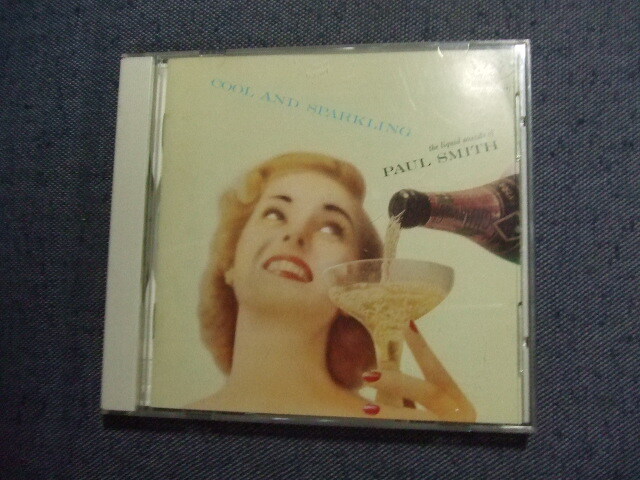 COOL AND SPARKLING
the liquid sounds of
PAUL SMITH